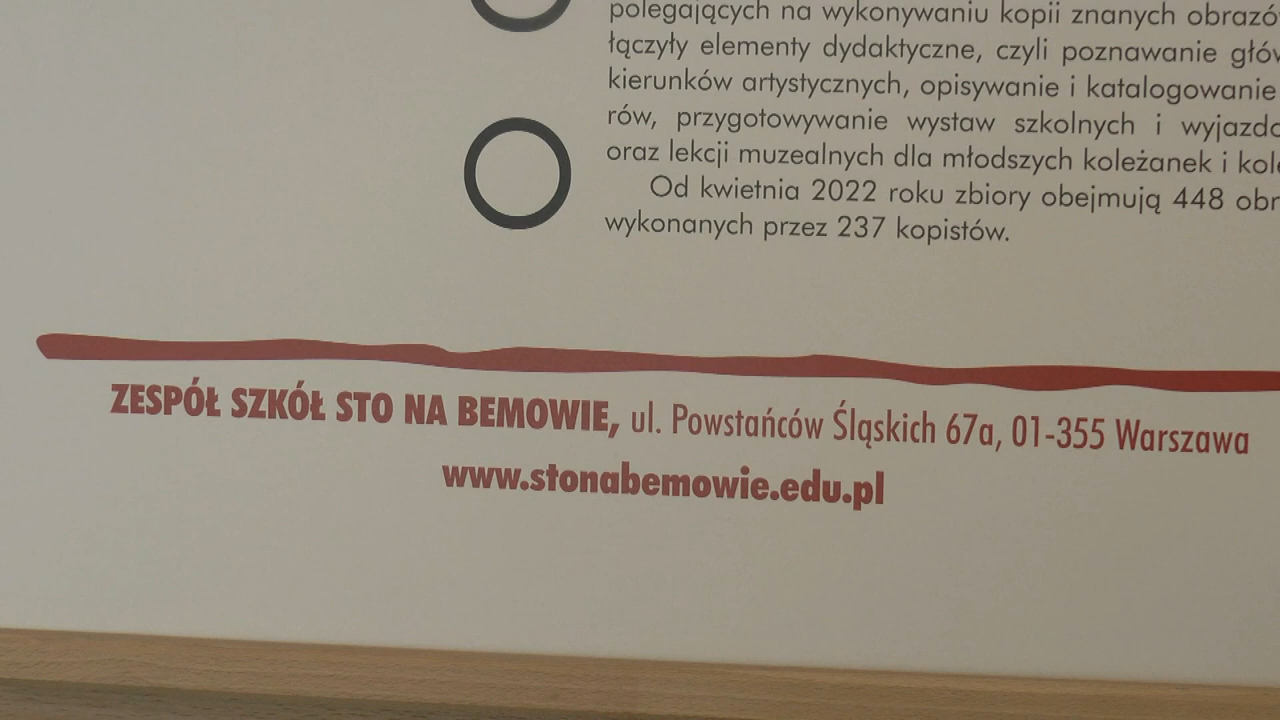 polegających na wykonywaniu kopii znanych
łączyły elementy dydaktyczne, czyli poznawanie
kierunków artystycznych, opisywanie i katalogowanie
rów, przygotowywanie wystaw szkolnych i
oraz lekcji muzealnych dla młodszych koleżanek i
Od kwietnia 2022 roku zbiory obejmują 448
wykonanych przez 237 kopistów.
ZESPÓŁ SZKÓŁ STO NA BEMOWIE, ul. Powstańców Śląskich 67a, 01-355 Warszawa
www.stonabemowie.edu.pl